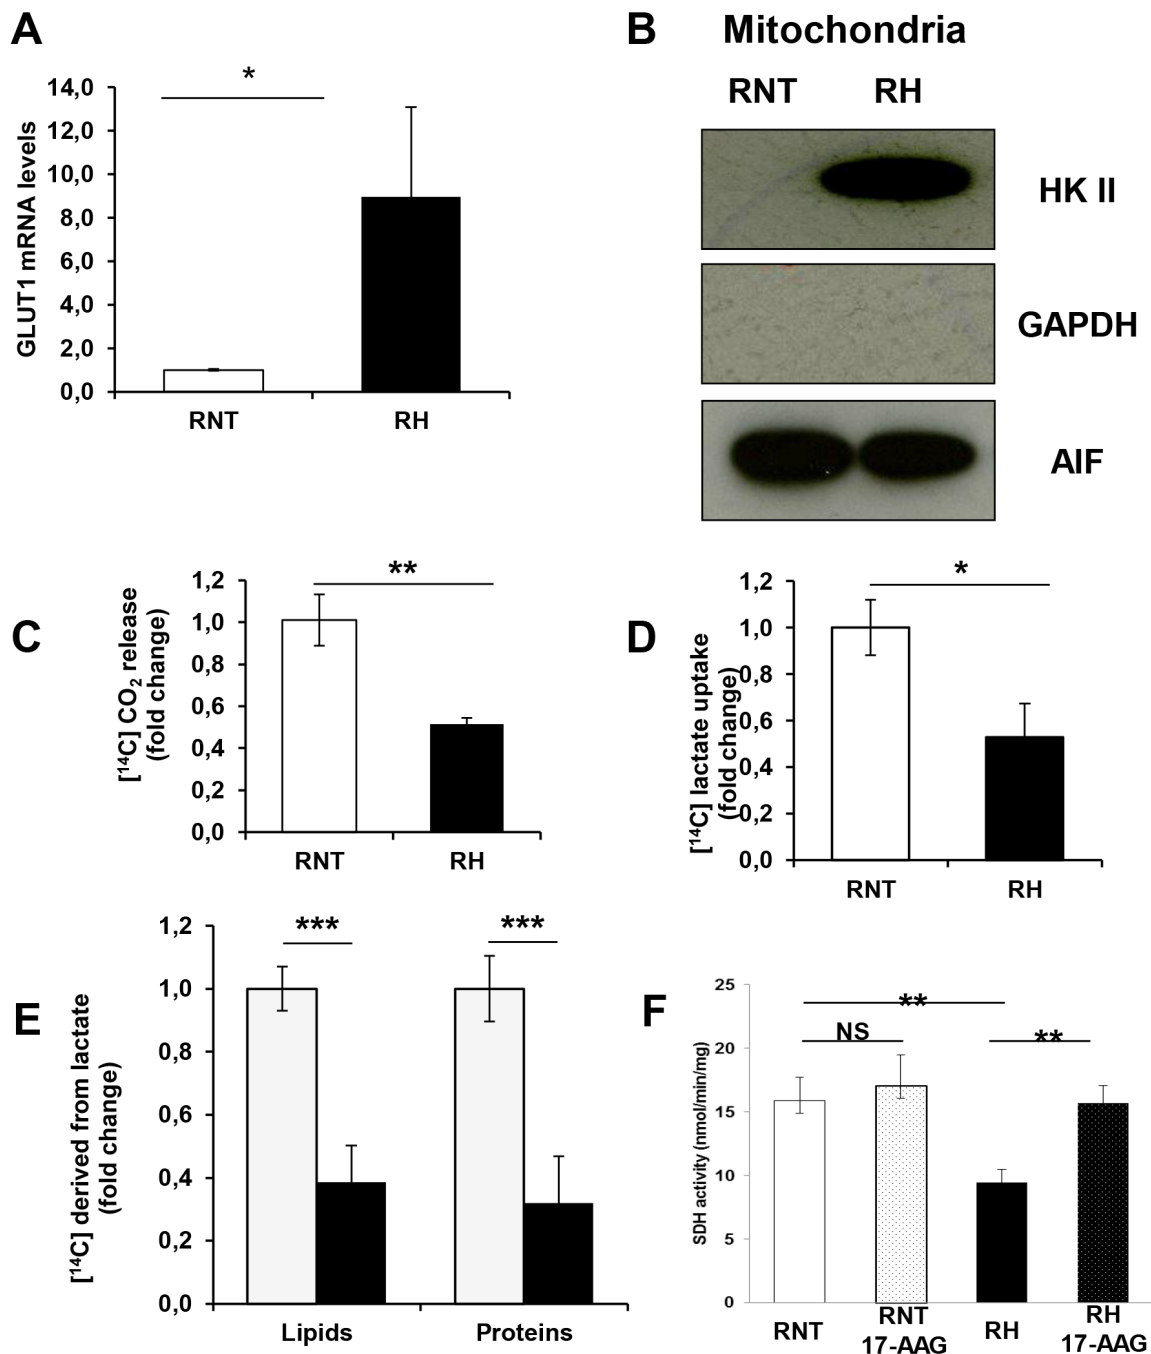 A
*
14,0
12,0
10,0
8,0
6,0
4,0
2,0
0,0
GLUT1 mRNA levels
RNT RH
B Mitochondria
RNT RH
HK II
GAPDH
AIF
C
**
1,2
1,0
0,8
0,6
0,4
0,2
0,0
[¹⁴C] CO₂ release
(fold change)
RNT RH
D
*
1,2
1,0
0,8
0,6
0,4
0,2
0,0
[¹⁴C] lactate uptake
(fold change)
RNT RH
E
*** ***
1,2
1,0
0,8
0,6
0,4
0,2
0,0
[¹⁴C] derived from lactate
(fold change)
Lipids Proteins
F
**
NS **
25
20
15
10
5
0
SDH activity (nmol/min/mg)
RNT
RNT
17-AAG
RH
RH
17-AAG